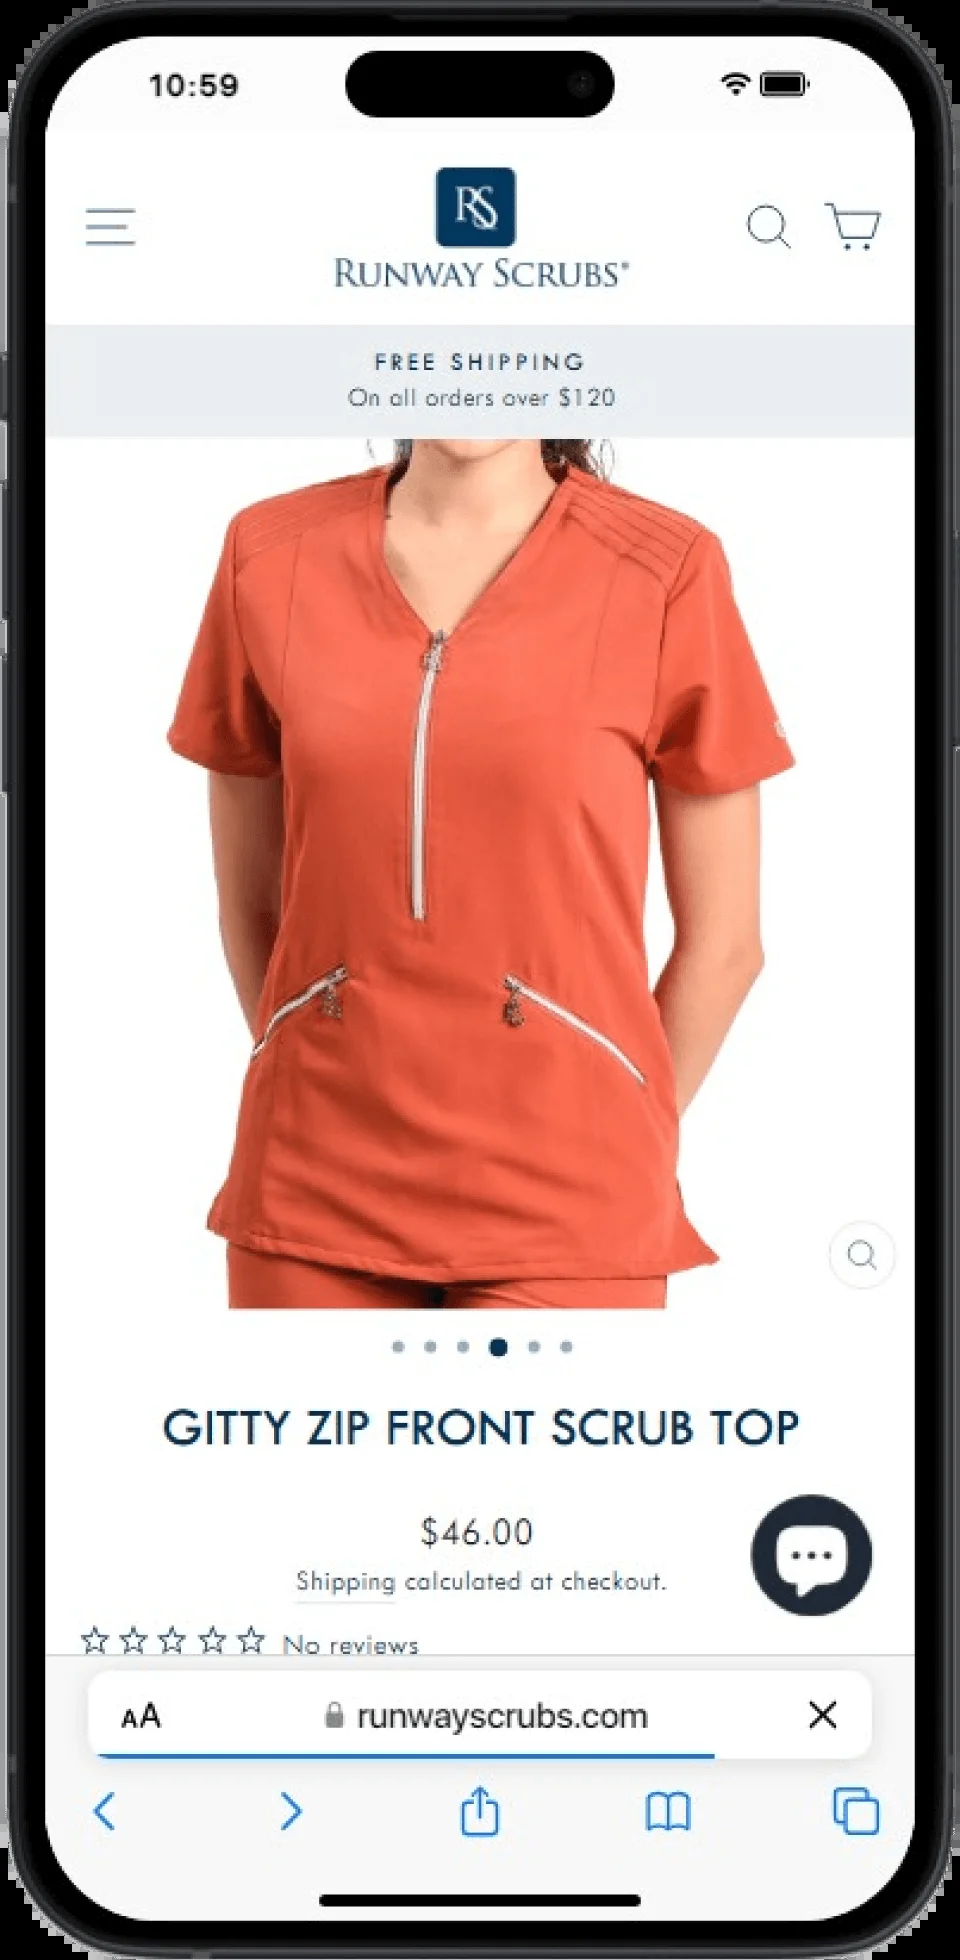 10:59
RS
RUNWAY SCRUBS®
FREE SHIPPING
On all orders over $120
GITTY ZIP FRONT SCRUB TOP
$46.00
Shipping calculated at checkout.
No reviews
AA
runwayscrubs.com